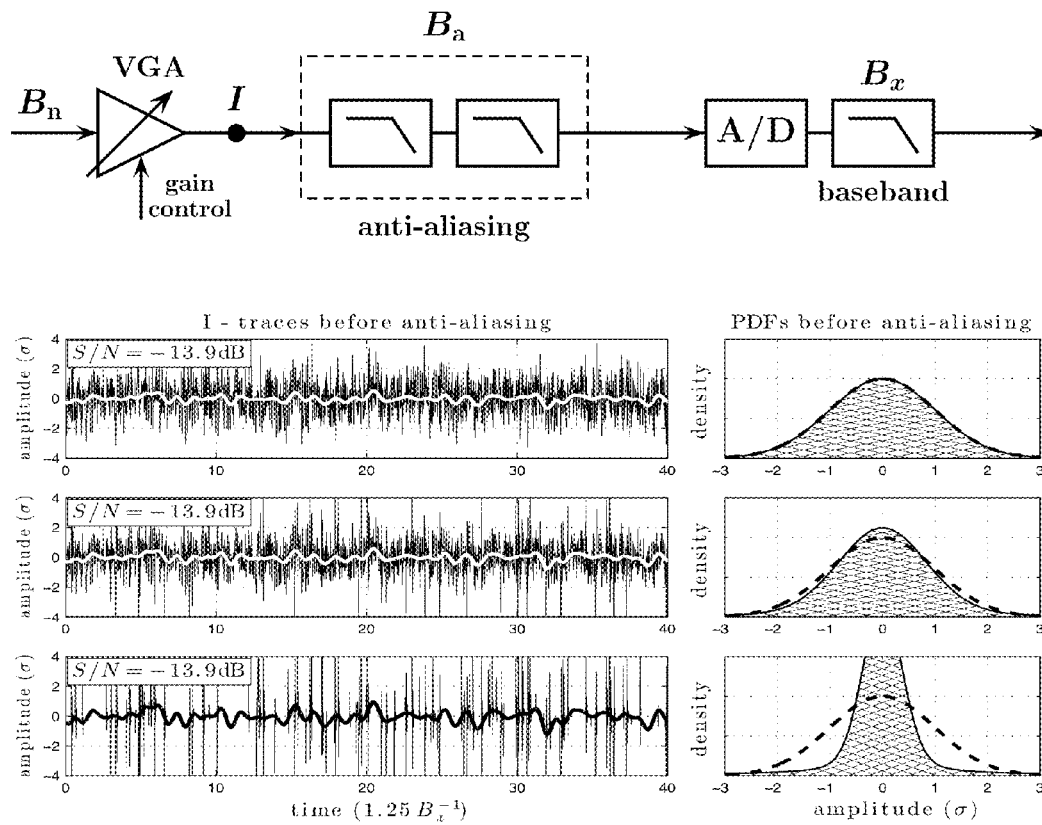 B_a
VGA
B_n
I
B_x
A/D
gain
control
baseband
anti-aliasing
I - traces before anti-aliasing
PDFs before anti-aliasing
amplitude (σ)
4
2
0
−2
−4
S/N = −13.9dB
0
10
20
30
40
density
−3
−2
−1
0
1
2
3
amplitude (σ)
4
2
0
−2
−4
S/N = −13.9dB
0
10
20
30
40
density
−3
−2
−1
0
1
2
3
amplitude (σ)
4
2
0
−2
−4
S/N = −13.9dB
0
10
20
30
40
time (1.25 B_x^−1)
density
−3
−2
−1
0
1
2
3
amplitude (σ)